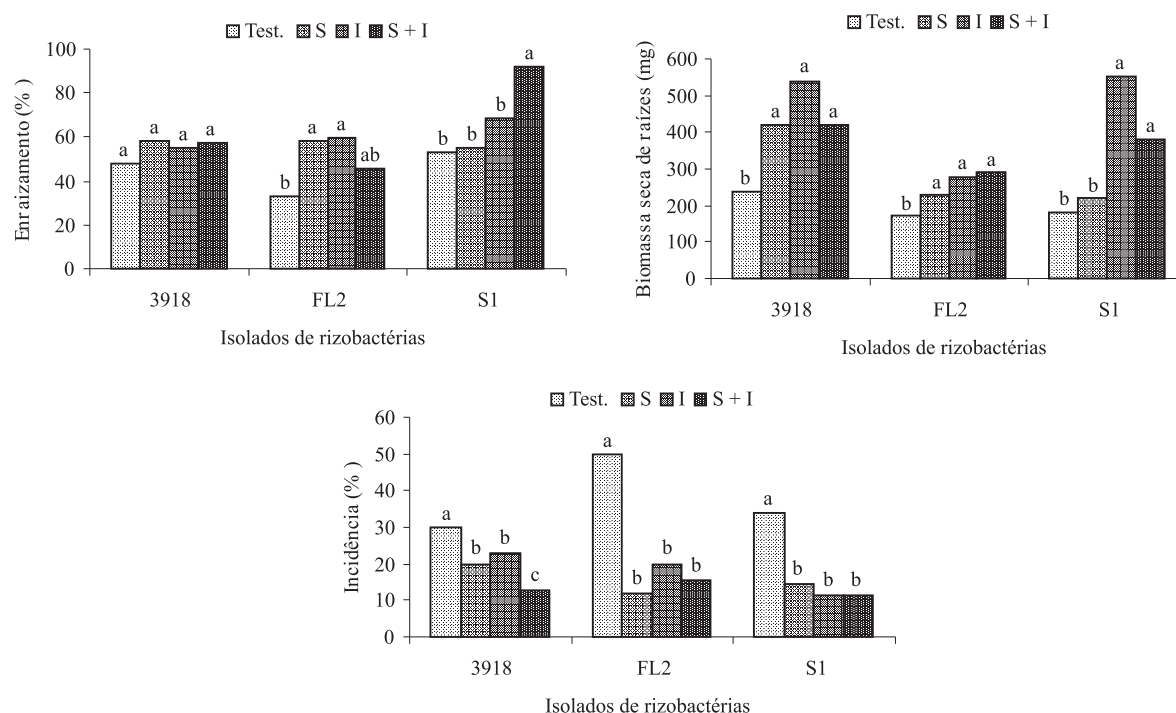 Test. S I S + I
Enraizamento (% )
100
80
60
40
20
0
a a a a
b a a ab
b b b a
3918 FL2 S1
Isolados de rizobactérias
Test. S I S + I
Biomassa seca de raízes (mg)
600
500
400
300
200
100
0
b a a a
b a a a
b b a a
3918 FL2 S1
Isolados de rizobactérias
Test. S I S + I
Incidência (% )
60
50
40
30
20
10
0
a b b c
a b b b
a b b b
3918 FL2 S1
Isolados de rizobactérias